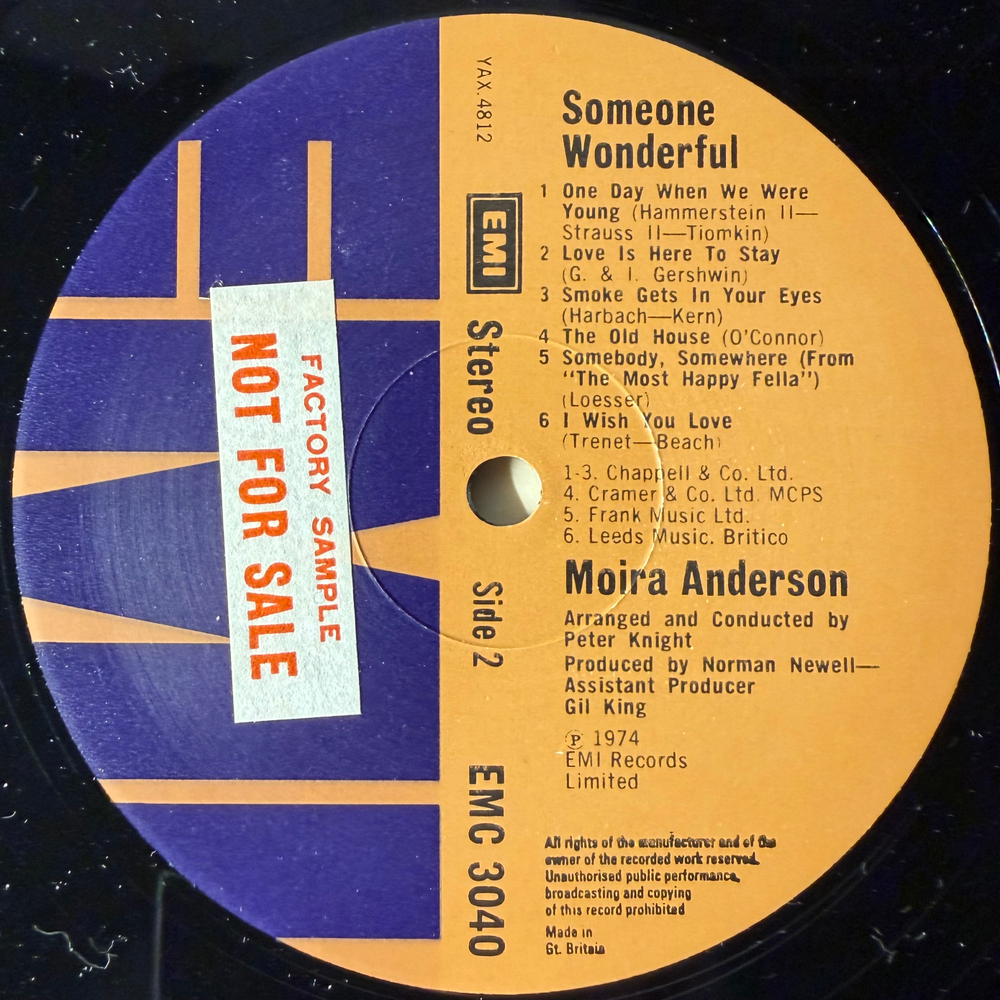 YAX.4812
EMI
Stereo
Side 2
EMC 3040
FACTORY SAMPLE
NOT FOR SALE
Someone
Wonderful
1 One Day When We Were
Young (Hammerstein II—
Strauss II—Tiomkin)
2 Love Is Here To Stay
(G. & I. Gershwin)
3 Smoke Gets In Your Eyes
(Harbach—Kern)
4 The Old House (O'Connor)
5 Somebody, Somewhere (From
"The Most Happy Fella")
(Loesser)
6 I Wish You Love
(Trenet—Beach)
1-3. Chappell & Co. Ltd.
4. Cramer & Co. Ltd. MCPS
5. Frank Music Ltd.
6. Leeds Music. Britico
Moira Anderson
Arranged and Conducted by
Peter Knight
Produced by Norman Newell—
Assistant Producer
Gil King
℗ 1974
EMI Records
Limited
All rights of the manufacturer and of the
owner of the recorded work reserved.
Unauthorised public performance,
broadcasting and copying
of this record prohibited
Made in
Gt. Britain